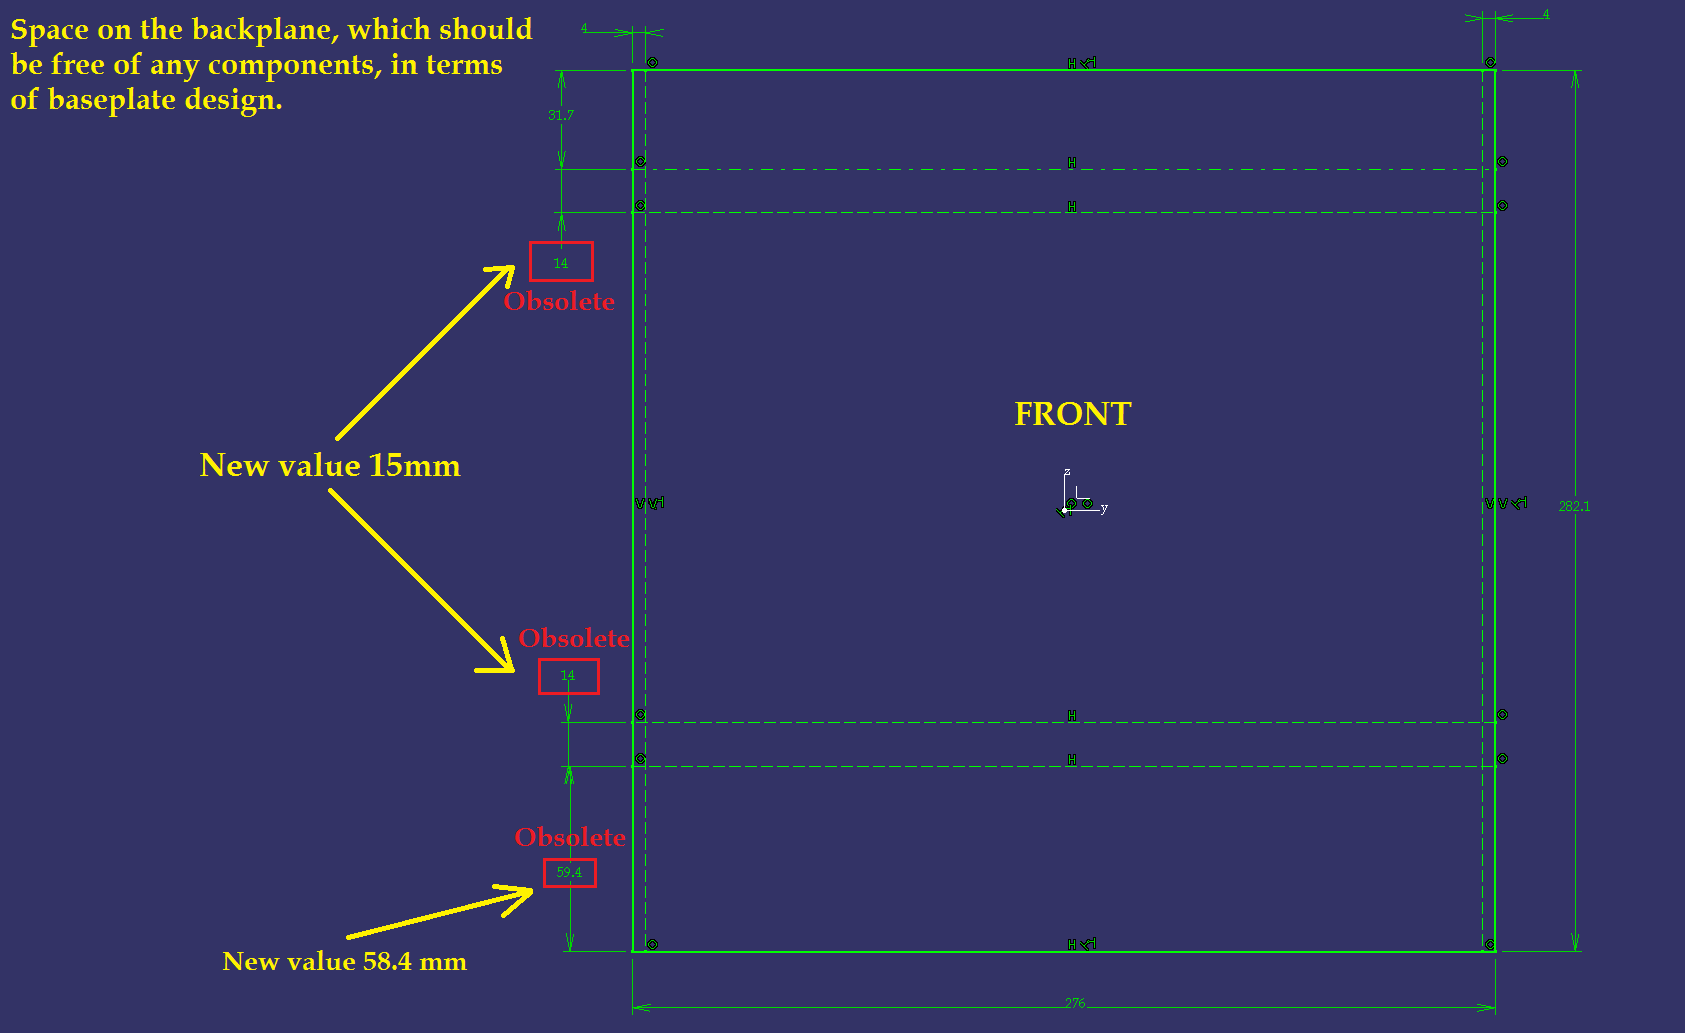 Space on the backplane, which should
be free of any components, in terms
of baseplate design.
4
4
31.7
H
H
H
14
Obsolete
FRONT
New value 15mm
z
y
V V
V V
282.1
Obsolete
14
H
H
Obsolete
59.4
New value 58.4 mm
H
276